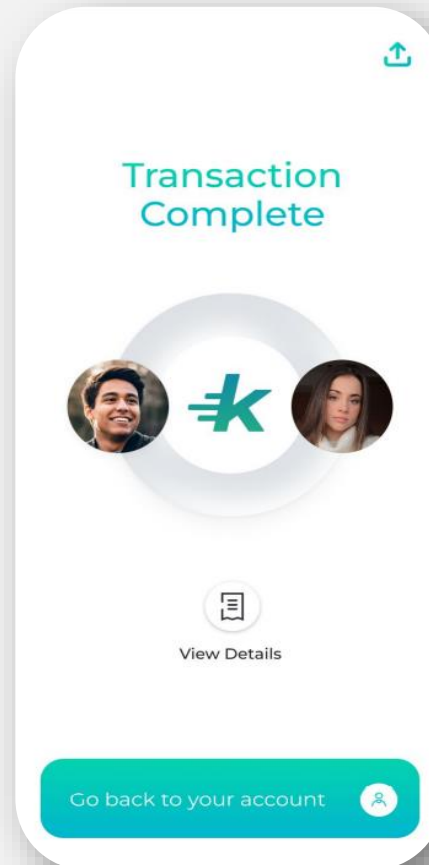 Transaction
Complete
k
View Details
Go back to your account